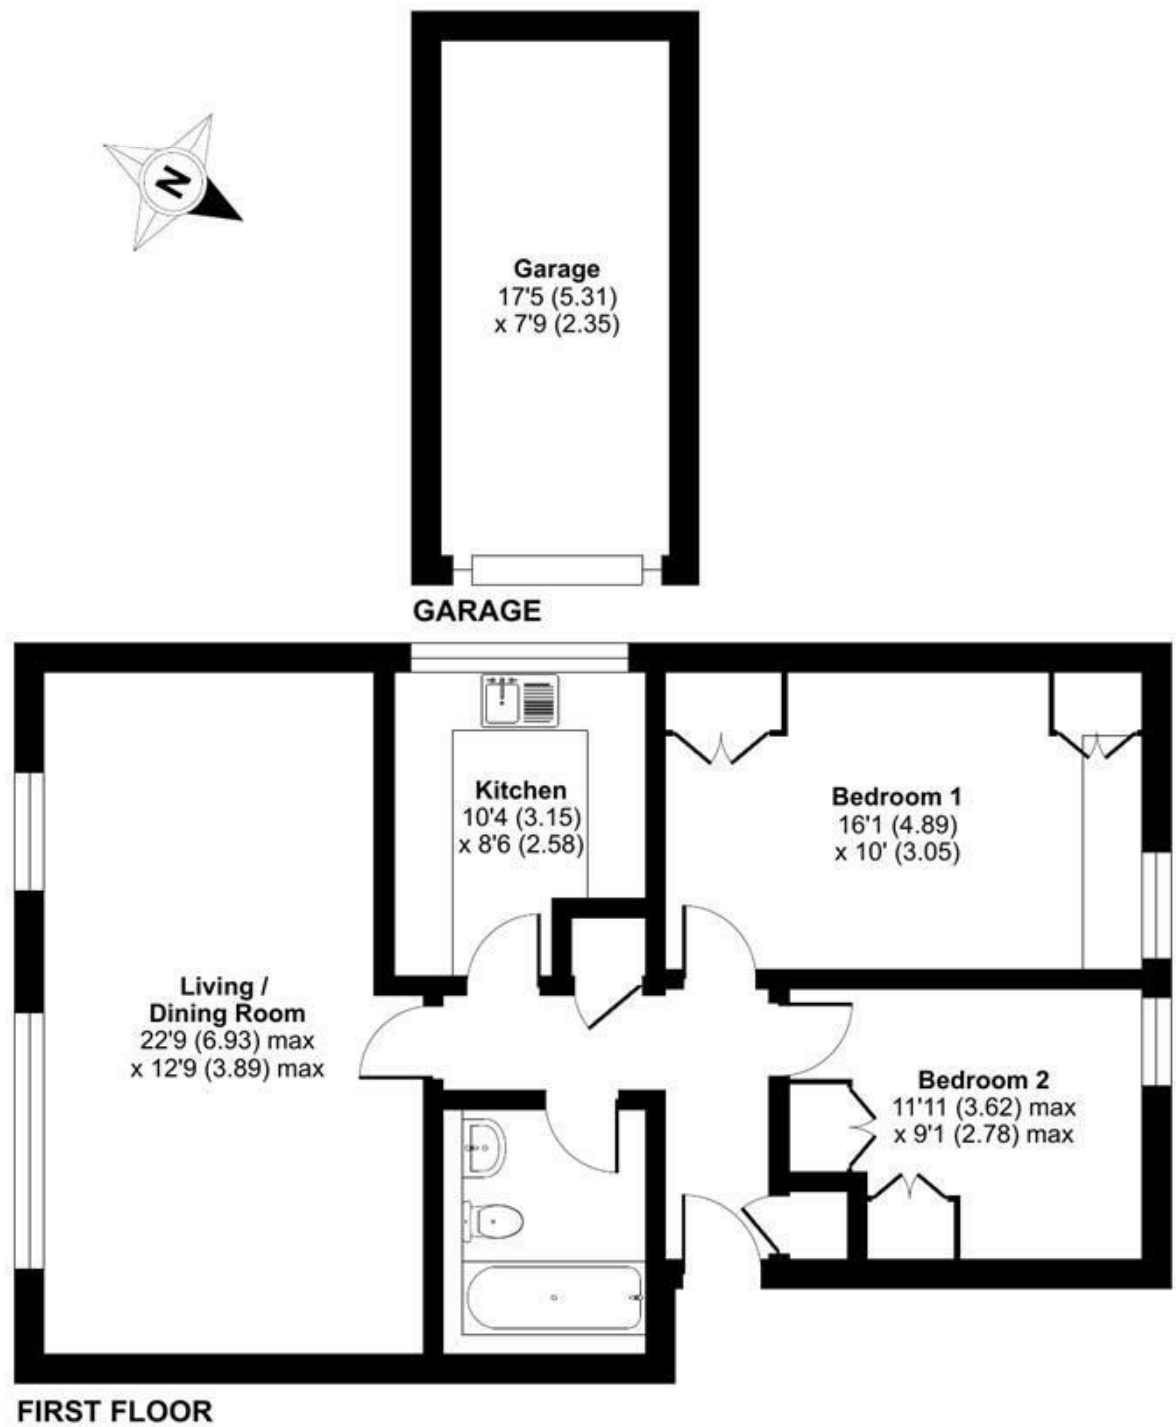 N
Garage
17'5 (5.31)
x 7'9 (2.35)
GARAGE
Kitchen
10'4 (3.15)
x 8'6 (2.58)
Bedroom 1
16'1 (4.89)
x 10' (3.05)
Living /
Dining Room
22'9 (6.93) max
x 12'9 (3.89) max
Bedroom 2
11'11 (3.62) max
x 9'1 (2.78) max
FIRST FLOOR